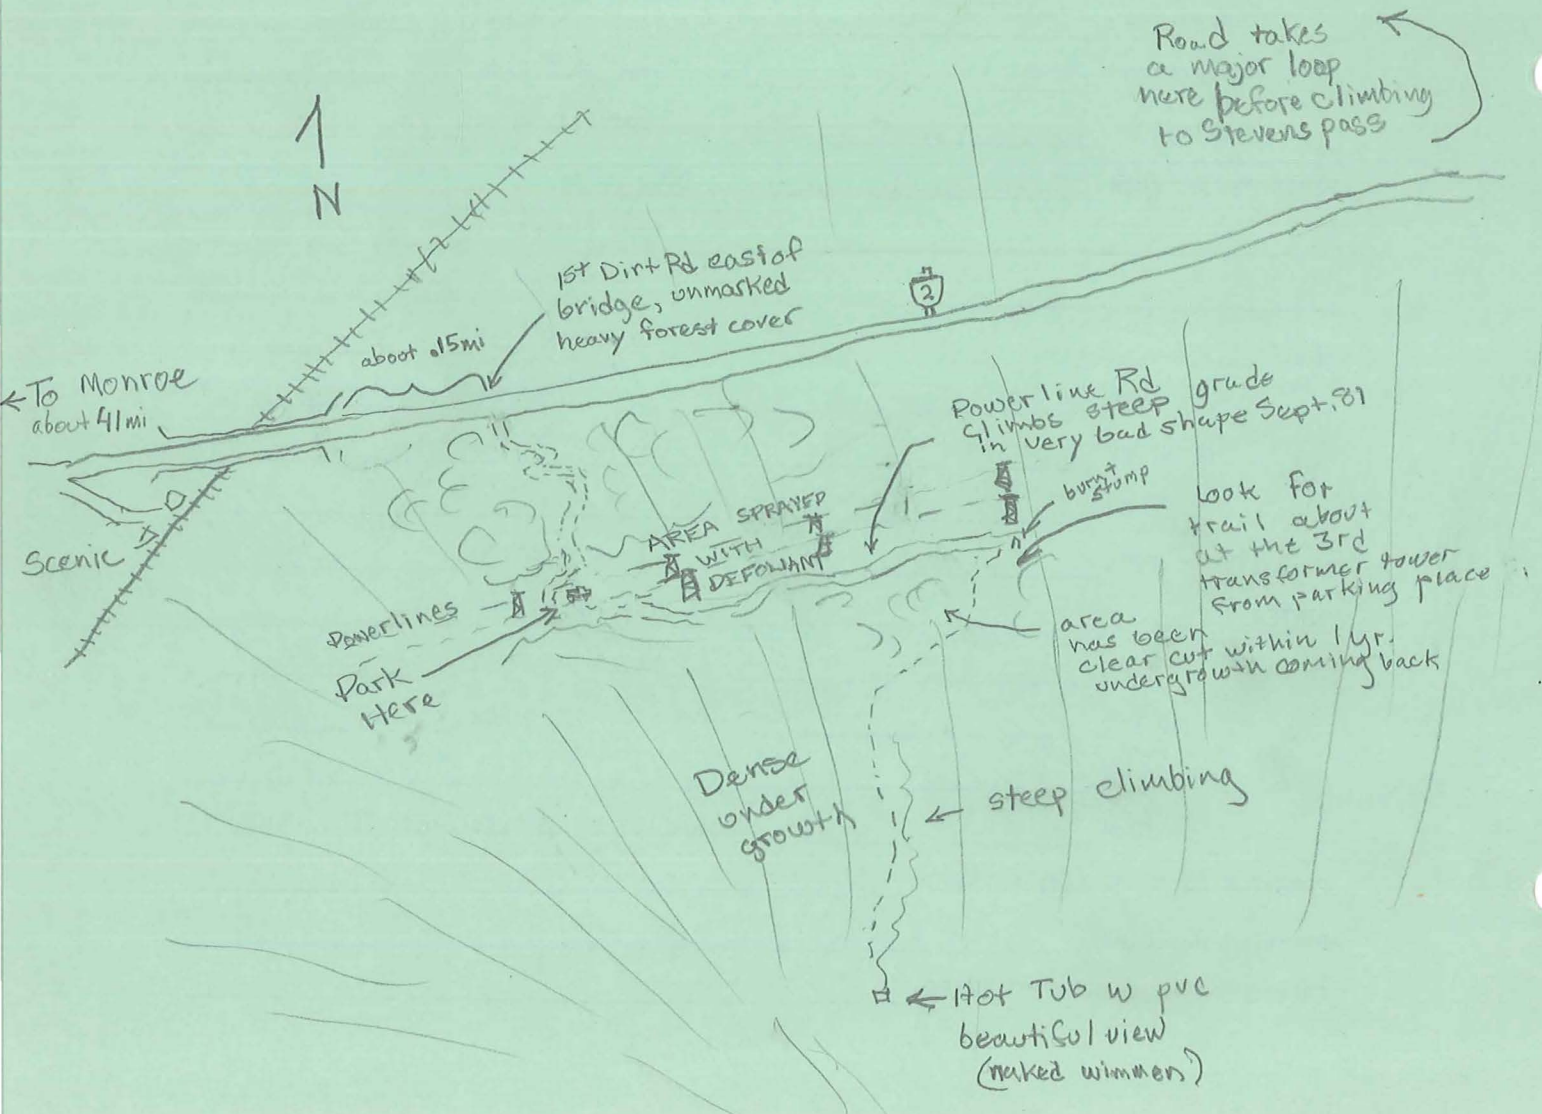 Road takes
a major loop
here before climbing
to Stevens pass
N
1st Dirt Rd east of
bridge, unmarked
heavy forest cover
2
about .15mi
To Monroe
about 41mi
Powerline Rd grade
climbs steep
in very bad shape Sept. 81
burnt
stump
Look for
trail about
at the 3rd
transformer tower
from parking place
AREA SPRAYED
WITH
DEFOLIANT
Scenic
Powerlines
Park
Here
area
has been
clear cut within 1 yr.
undergrowth coming back
Dense
under
growth
steep climbing
Hot Tub w pvc
beautiful view
(naked wimmen)